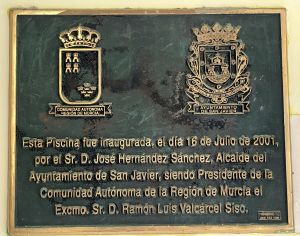 COMUNIDAD AUTONOMA
REGIÓN DE MURCIA
AYUNTAMIENTO
DE SAN JAVIER
Esta Piscina fue inaugurada, el día 16 de Julio de 2001,
por el Sr. D. José Hernández Sánchez, Alcalde del
Ayuntamiento de San Javier, siendo Presidente de la
Comunidad Autónoma de la Región de Murcia el
Excmo. Sr. D. Ramón Luis Valcárcel Siso.